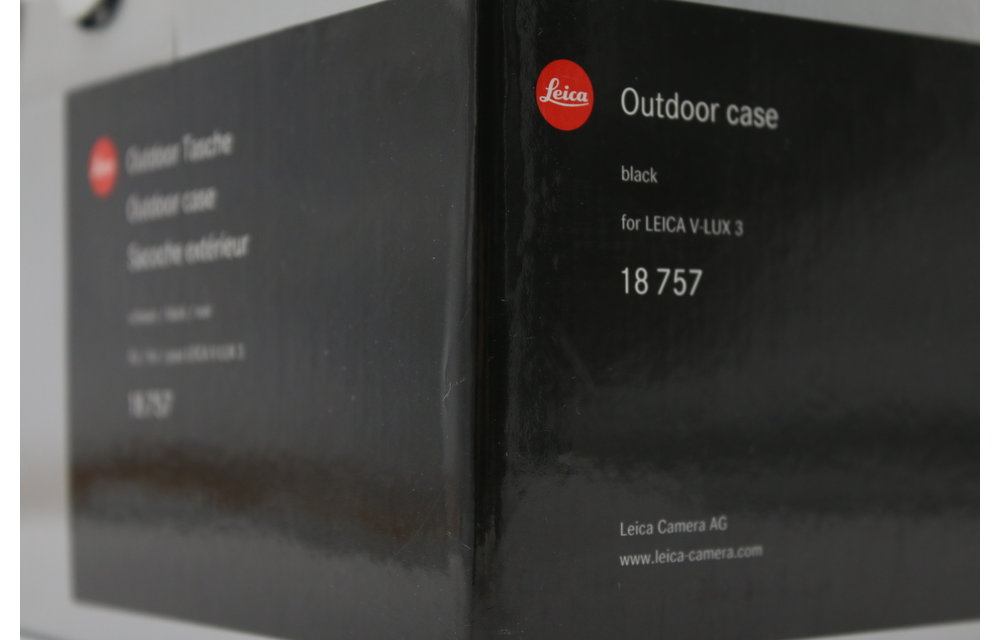 Leica
Outdoor Tasche
Outdoor case
Sacoche extérieur
18 757
Leica
Outdoor case
black
for LEICA V-LUX 3
18 757
Leica Camera AG
www.leica-camera.com